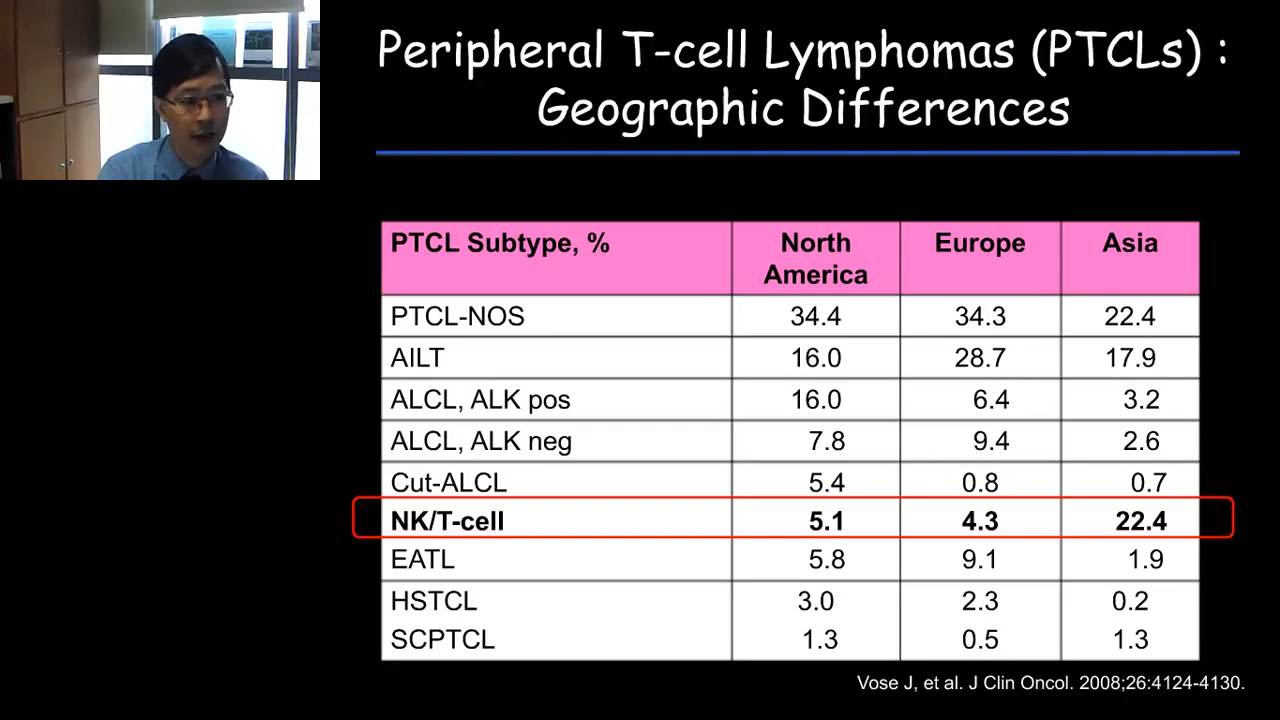 Peripheral T-cell Lymphomas (PTCLs) :
Geographic Differences
PTCL Subtype, % North America Europe Asia
PTCL-NOS 34.4 34.3 22.4
AILT 16.0 28.7 17.9
ALCL, ALK pos 16.0 6.4 3.2
ALCL, ALK neg 7.8 9.4 2.6
Cut-ALCL 5.4 0.8 0.7
NK/T-cell 5.1 4.3 22.4
EATL 5.8 9.1 1.9
HSTCL 3.0 2.3 0.2
SCPTCL 1.3 0.5 1.3
Vose J, et al. J Clin Oncol. 2008;26:4124-4130.